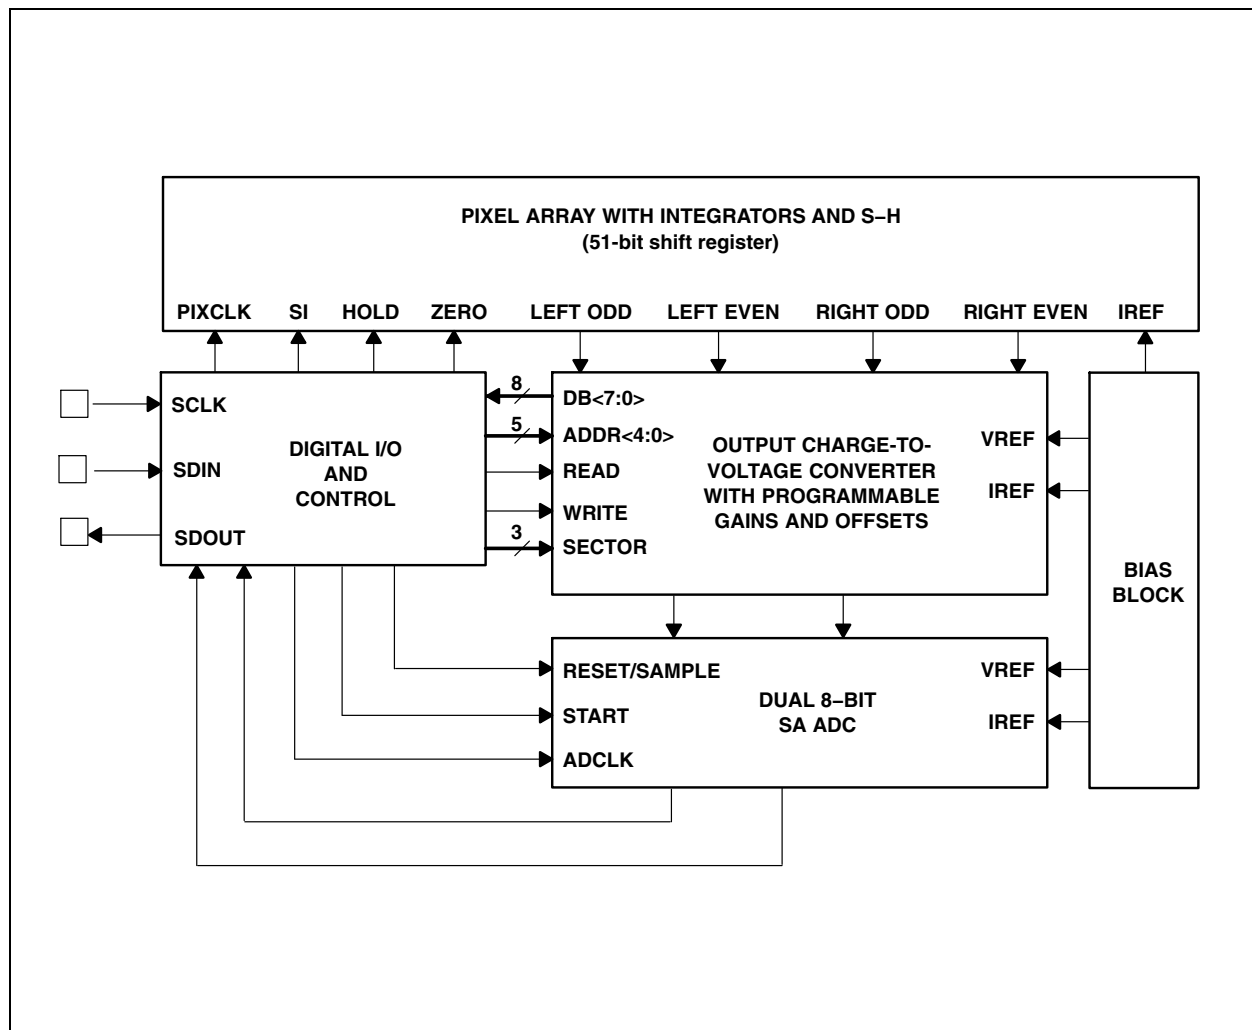 PIXEL ARRAY WITH INTEGRATORS AND S–H
(51-bit shift register)
PIXCLK SI HOLD ZERO LEFT ODD LEFT EVEN RIGHT ODD RIGHT EVEN IREF
SCLK
SDIN
SDOUT
DIGITAL I/O
AND
CONTROL
8
5
3
DB<7:0>
ADDR<4:0>
READ
WRITE
SECTOR
OUTPUT CHARGE-TO-
VOLTAGE CONVERTER
WITH PROGRAMMABLE
GAINS AND OFFSETS
VREF
IREF
BIAS
BLOCK
RESET/SAMPLE
START
ADCLK
DUAL 8–BIT
SA ADC
VREF
IREF